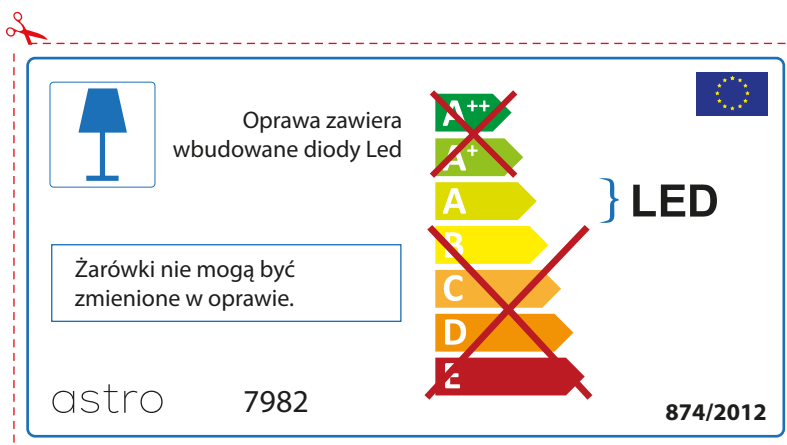 Oprawa zawiera
wbudowane diody Led
A++
A+
A
B
C
D
E
LED
Żarówki nie mogą być
zmienione w oprawie.
astro
7982
874/2012